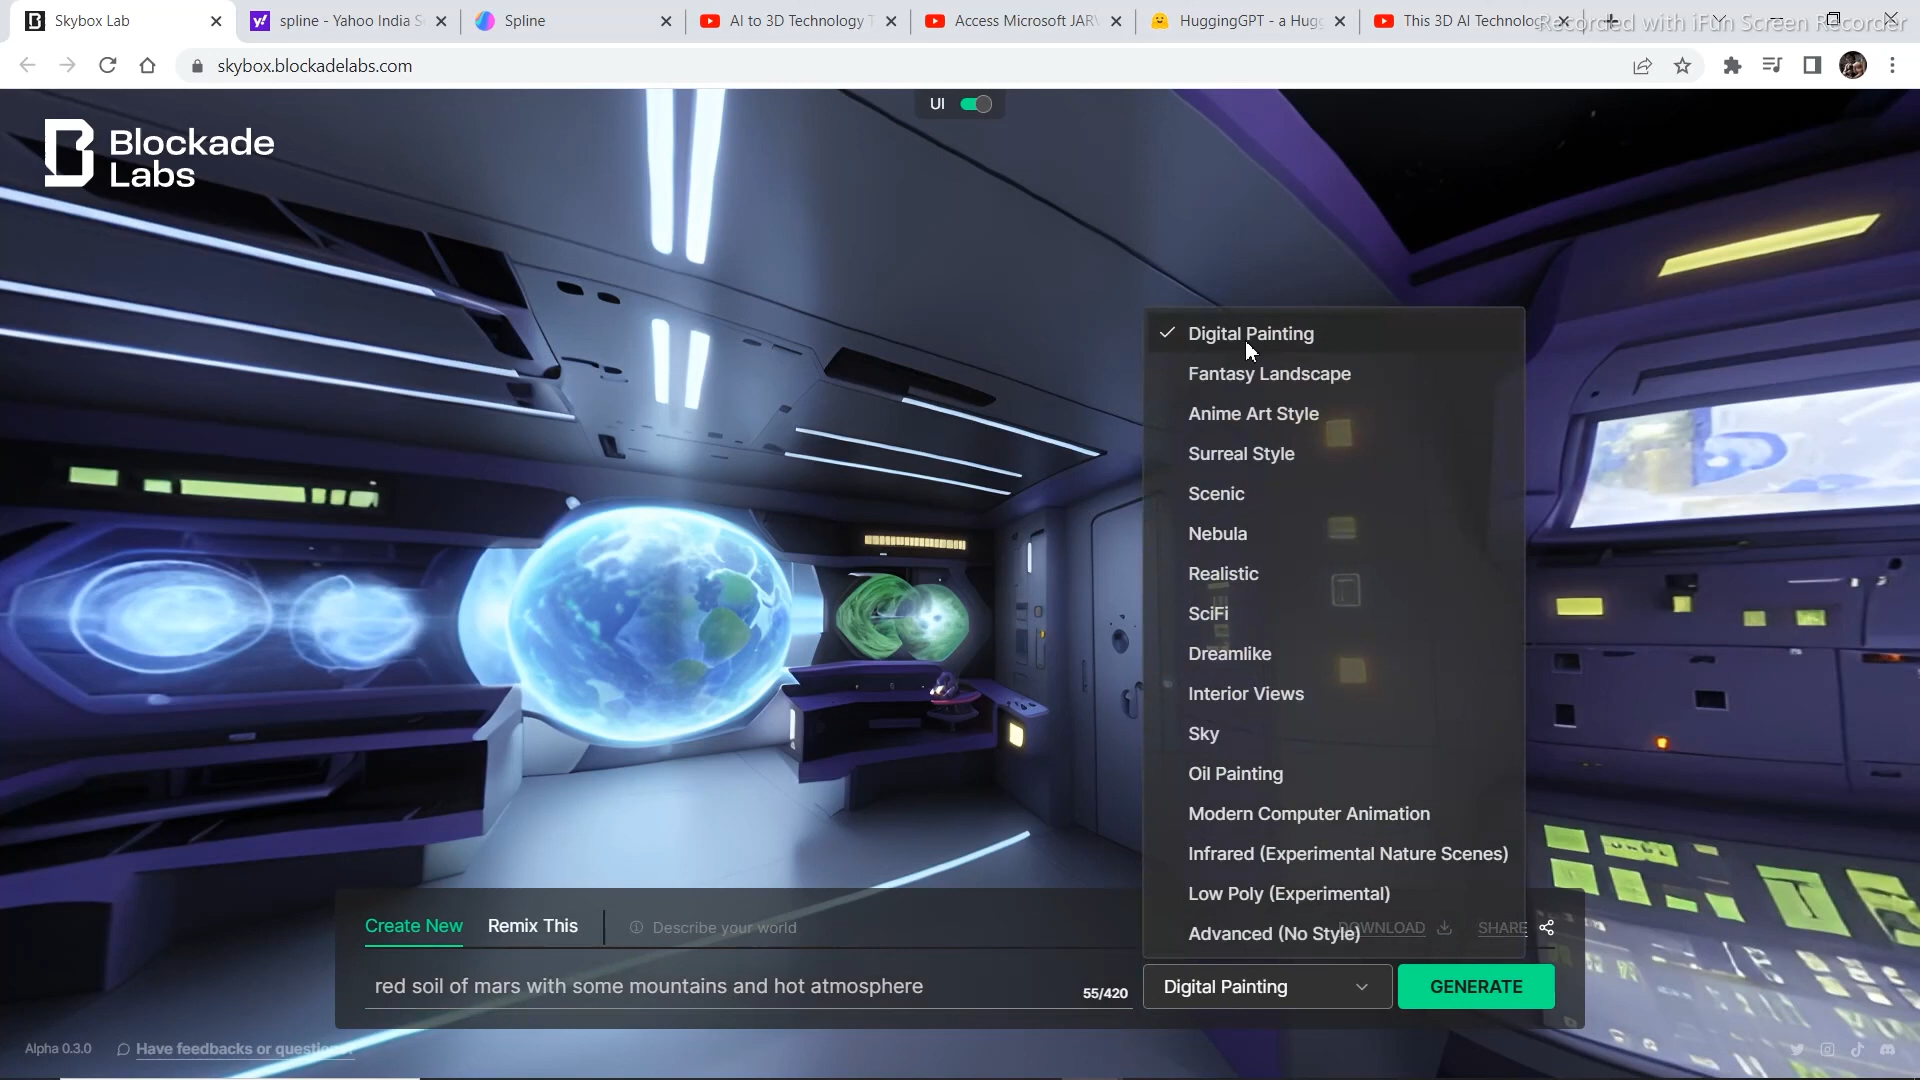 Skybox Lab
spline - Yahoo India S
Spline
AI to 3D Technology T
Access Microsoft JARV
HuggingGPT - a Hugg
This 3D AI Technolog
Recorded with iFun Screen Recorder
skybox.blockadelabs.com
UI
Blockade
Labs
Digital Painting
Fantasy Landscape
Anime Art Style
Surreal Style
Scenic
Nebula
Realistic
SciFi
Dreamlike
Interior Views
Sky
Oil Painting
Modern Computer Animation
Infrared (Experimental Nature Scenes)
Low Poly (Experimental)
Advanced (No Style)
Create New
Remix This
Describe your world
DOWNLOAD
SHARE
red soil of mars with some mountains and hot atmosphere
55/420
Digital Painting
GENERATE
Alpha 0.3.0
Have feedbacks or questions?